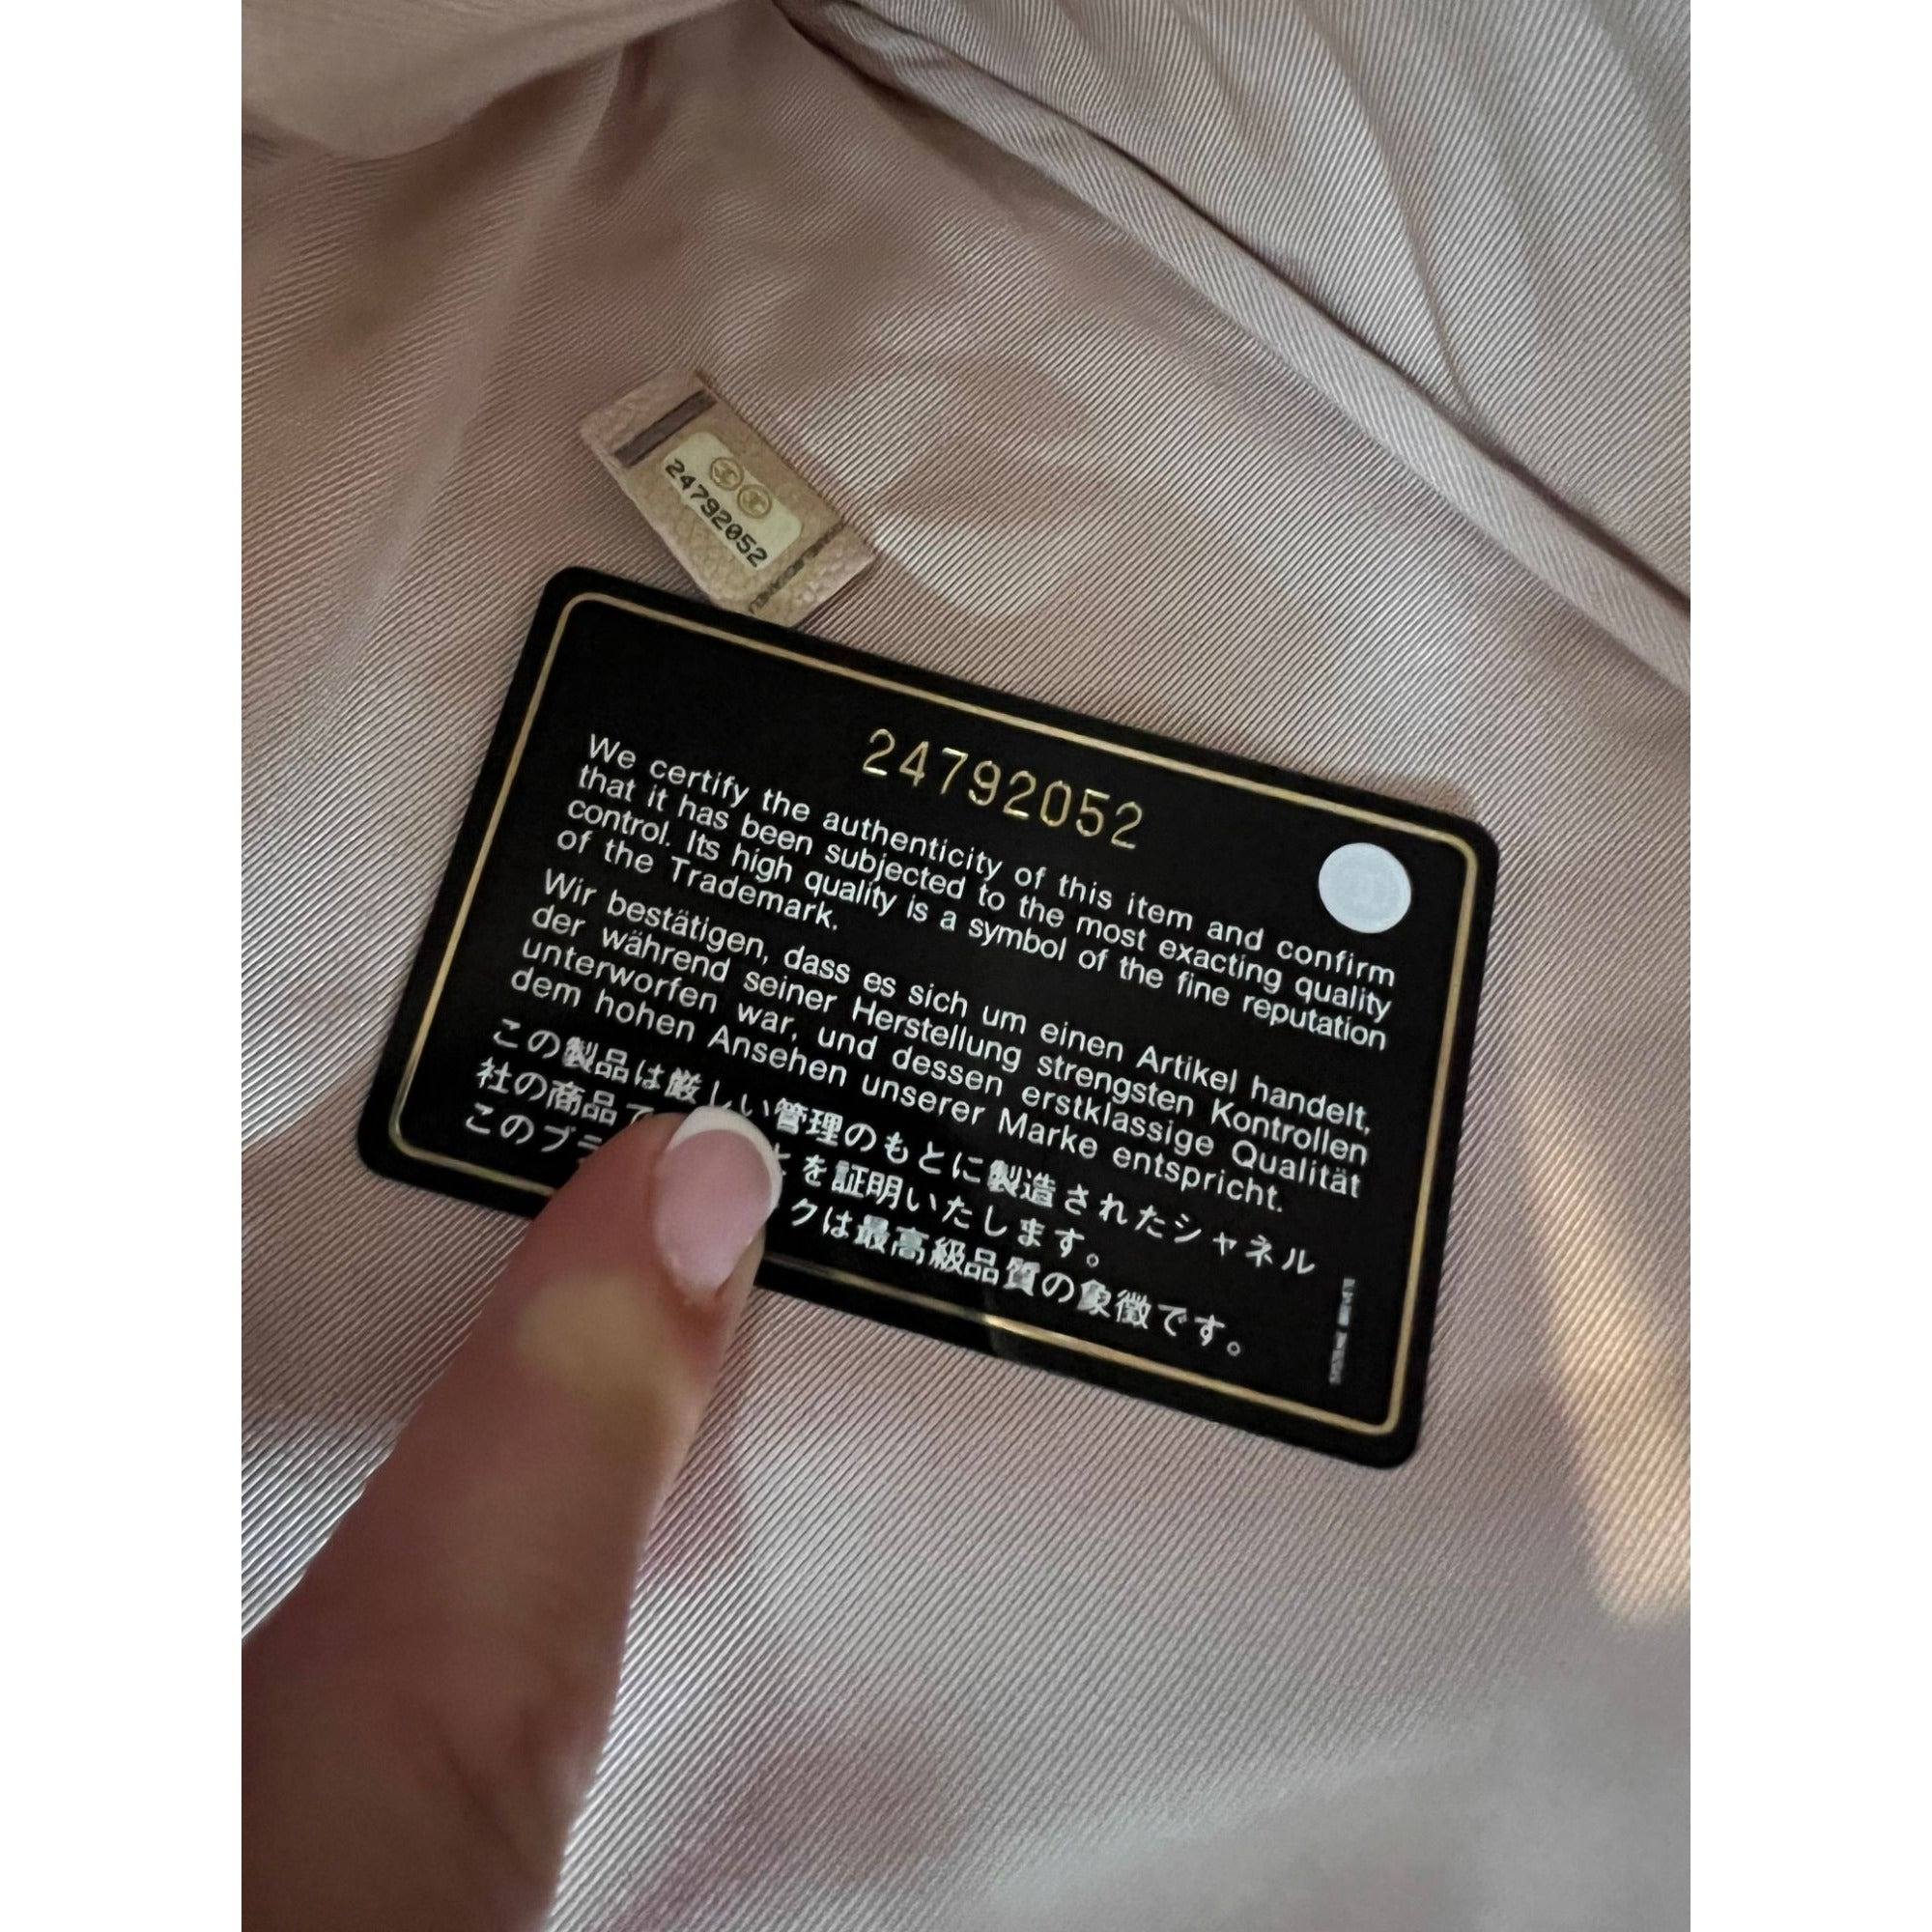 24792052
24792052
We certify the authenticity of this item and confirm
that it has been subjected to the most exacting quality
control. Its high quality is a symbol of the fine reputation
of the Trademark.
Wir bestätigen, dass es sich um einen Artikel handelt,
der während seiner Herstellung strengsten Kontrollen
unterworfen war, und dessen erstklassige Qualität
dem hohen Ansehen unserer Marke entspricht.
この製品は厳しい管理のもとに製造されたシャネル
社の商品で とを証明いたします。
このブラ クは最高級品質の象徴です。